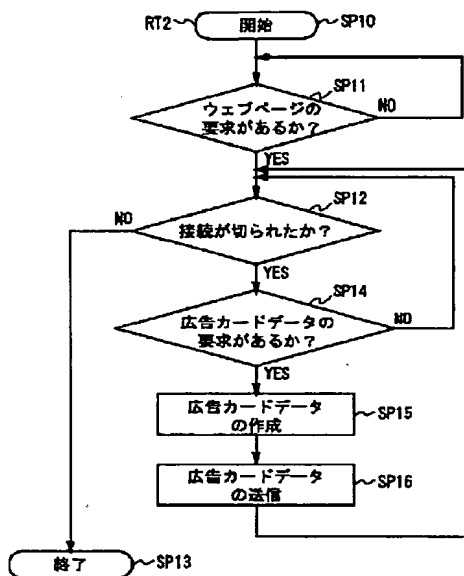 RT2
開始
SP10
SP11
ウェブページの
要求があるか?
NO
YES
SP12
NO
接続が切られたか?
YES
SP14
広告カードデータの
要求があるか?
NO
YES
広告カードデータ
の作成
SP15
広告カードデータ
の送信
SP16
終了
SP13